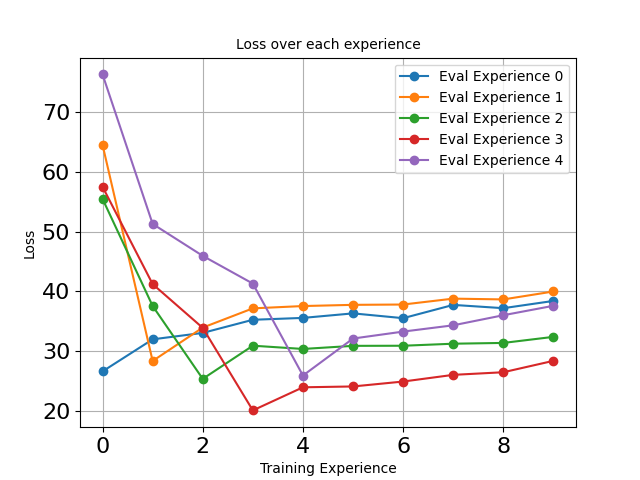 Loss over each experience
Eval Experience 0
Eval Experience 1
Eval Experience 2
Eval Experience 3
Eval Experience 4
Loss
70
60
50
40
30
20
0 2 4 6 8
Training Experience